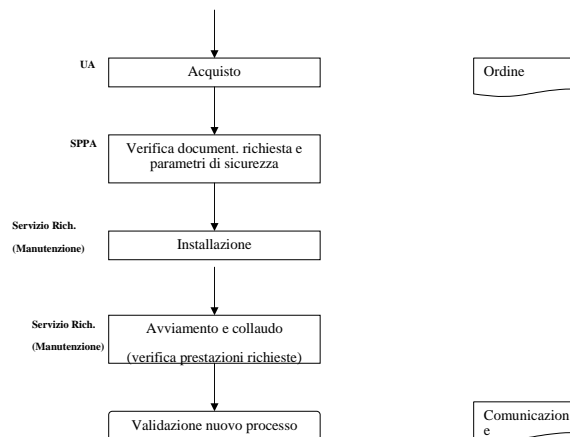 UA
Acquisto
Ordine
SPPA
Verifica document. richiesta e
parametri di sicurezza
Servizio Rich.
(Manutenzione)
Installazione
Servizio Rich.
(Manutenzione)
Avviamento e collaudo
(verifica prestazioni richieste)
Validazione nuovo processo
Comunicazion
e